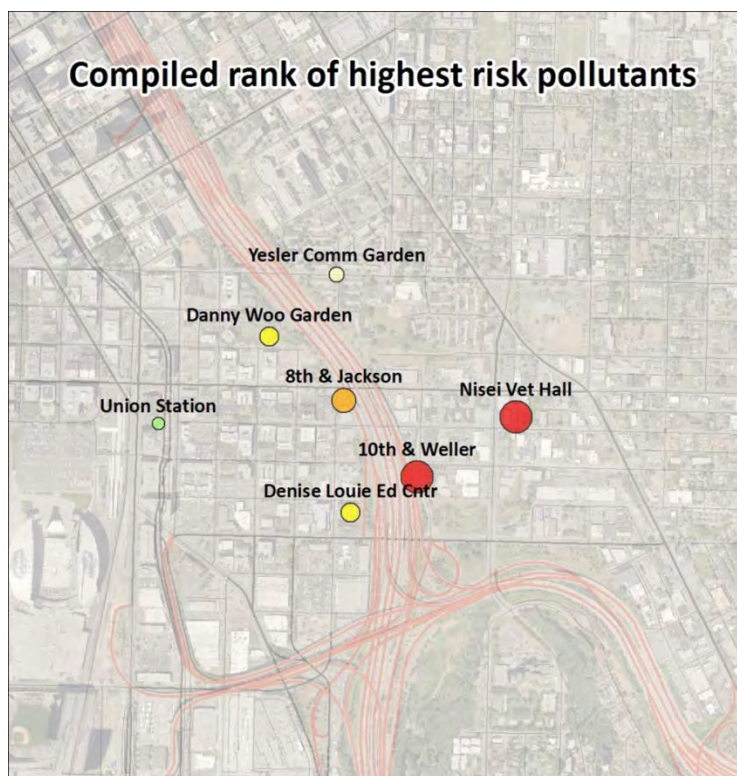 Compiled rank of highest risk pollutants
Yesler Comm Garden
Danny Woo Garden
8th & Jackson
Nisei Vet Hall
Union Station
10th & Weller
Denise Louie Ed Cntr